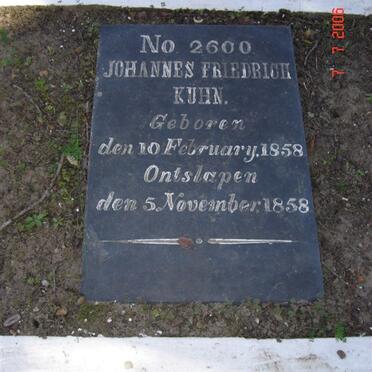 No 2600
JOHANNES FRIEDRICH
KUHN.
Geboren
den 10 February, 1858
Ontslapen
den 5 November, 1858
7 7 2006